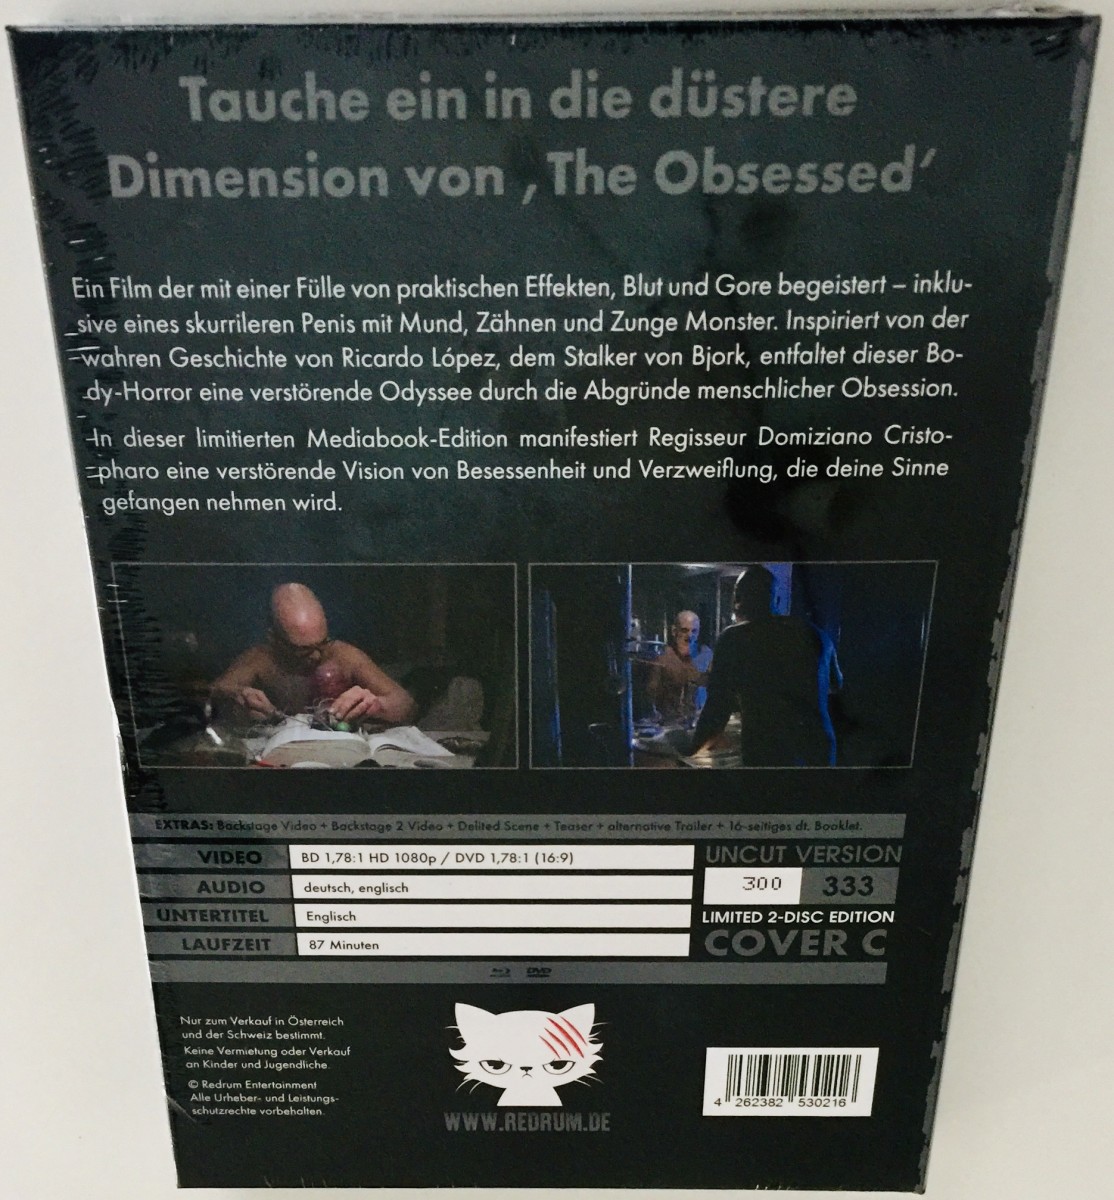 Tauche ein in die düstere
Dimension von ‚The Obsessed‘
Ein Film der mit einer Fülle von praktischen Effekten, Blut und Gore begeistert – inklu-
sive eines skurrileren Penis mit Mund, Zähnen und Zunge Monster. Inspiriert von der
wahren Geschichte von Ricardo López, dem Stalker von Bjork, entfaltet dieser Bo-
dy-Horror eine verstörende Odyssee durch die Abgründe menschlicher Obsession.
In dieser limitierten Mediabook-Edition manifestiert Regisseur Domiziano Cristo-
pharo eine verstörende Vision von Besessenheit und Verzweiflung, die deine Sinne
gefangen nehmen wird.
EXTRAS: Backstage Video + Backstage 2 Video + Delited Scene + Teaser + alternative Trailer + 16-seitiges dt. Booklet.
VIDEO BD 1,78:1 HD 1080p / DVD 1,78:1 (16:9)
AUDIO deutsch, englisch
UNTERTITEL Englisch
LAUFZEIT 87 Minuten
UNCUT VERSION
300 333
LIMITED 2-DISC EDITION
COVER C
DVD
Nur zum Verkauf in Österreich
und der Schweiz bestimmt.
Keine Vermietung oder Verkauf
an Kinder und Jugendliche.
© Redrum Entertainment
Alle Urheber- und Leistungs-
schutzrechte vorbehalten.
WWW.REDRUM.DE
4 262382 530216